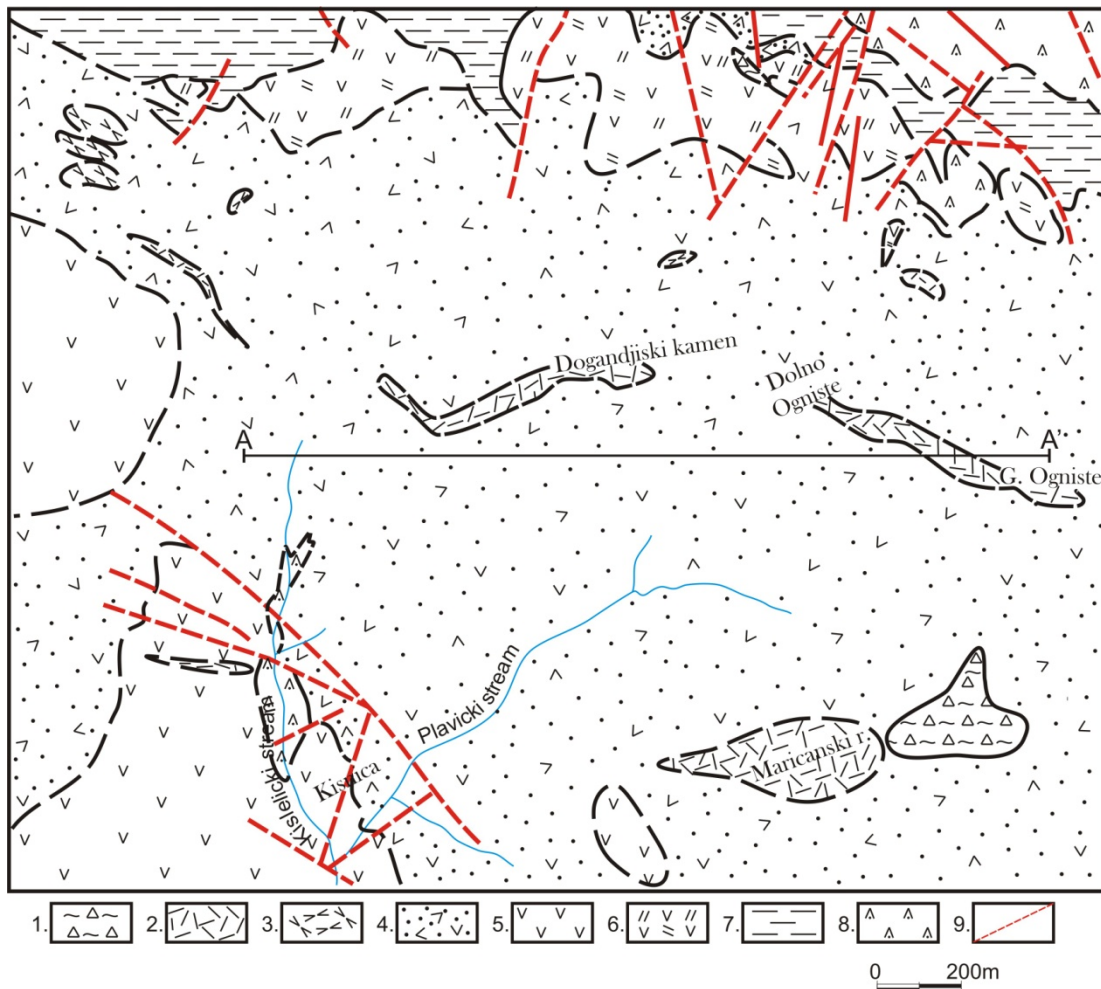 Dogandjiski kamen
Dolno
Ogniste
A
A'
G. Ogniste
Plavicki stream
Kislelicki stream
Kisnica
Maricanski r.
1.
2.
3.
4.
5.
6.
7.
8.
9.
0 200m